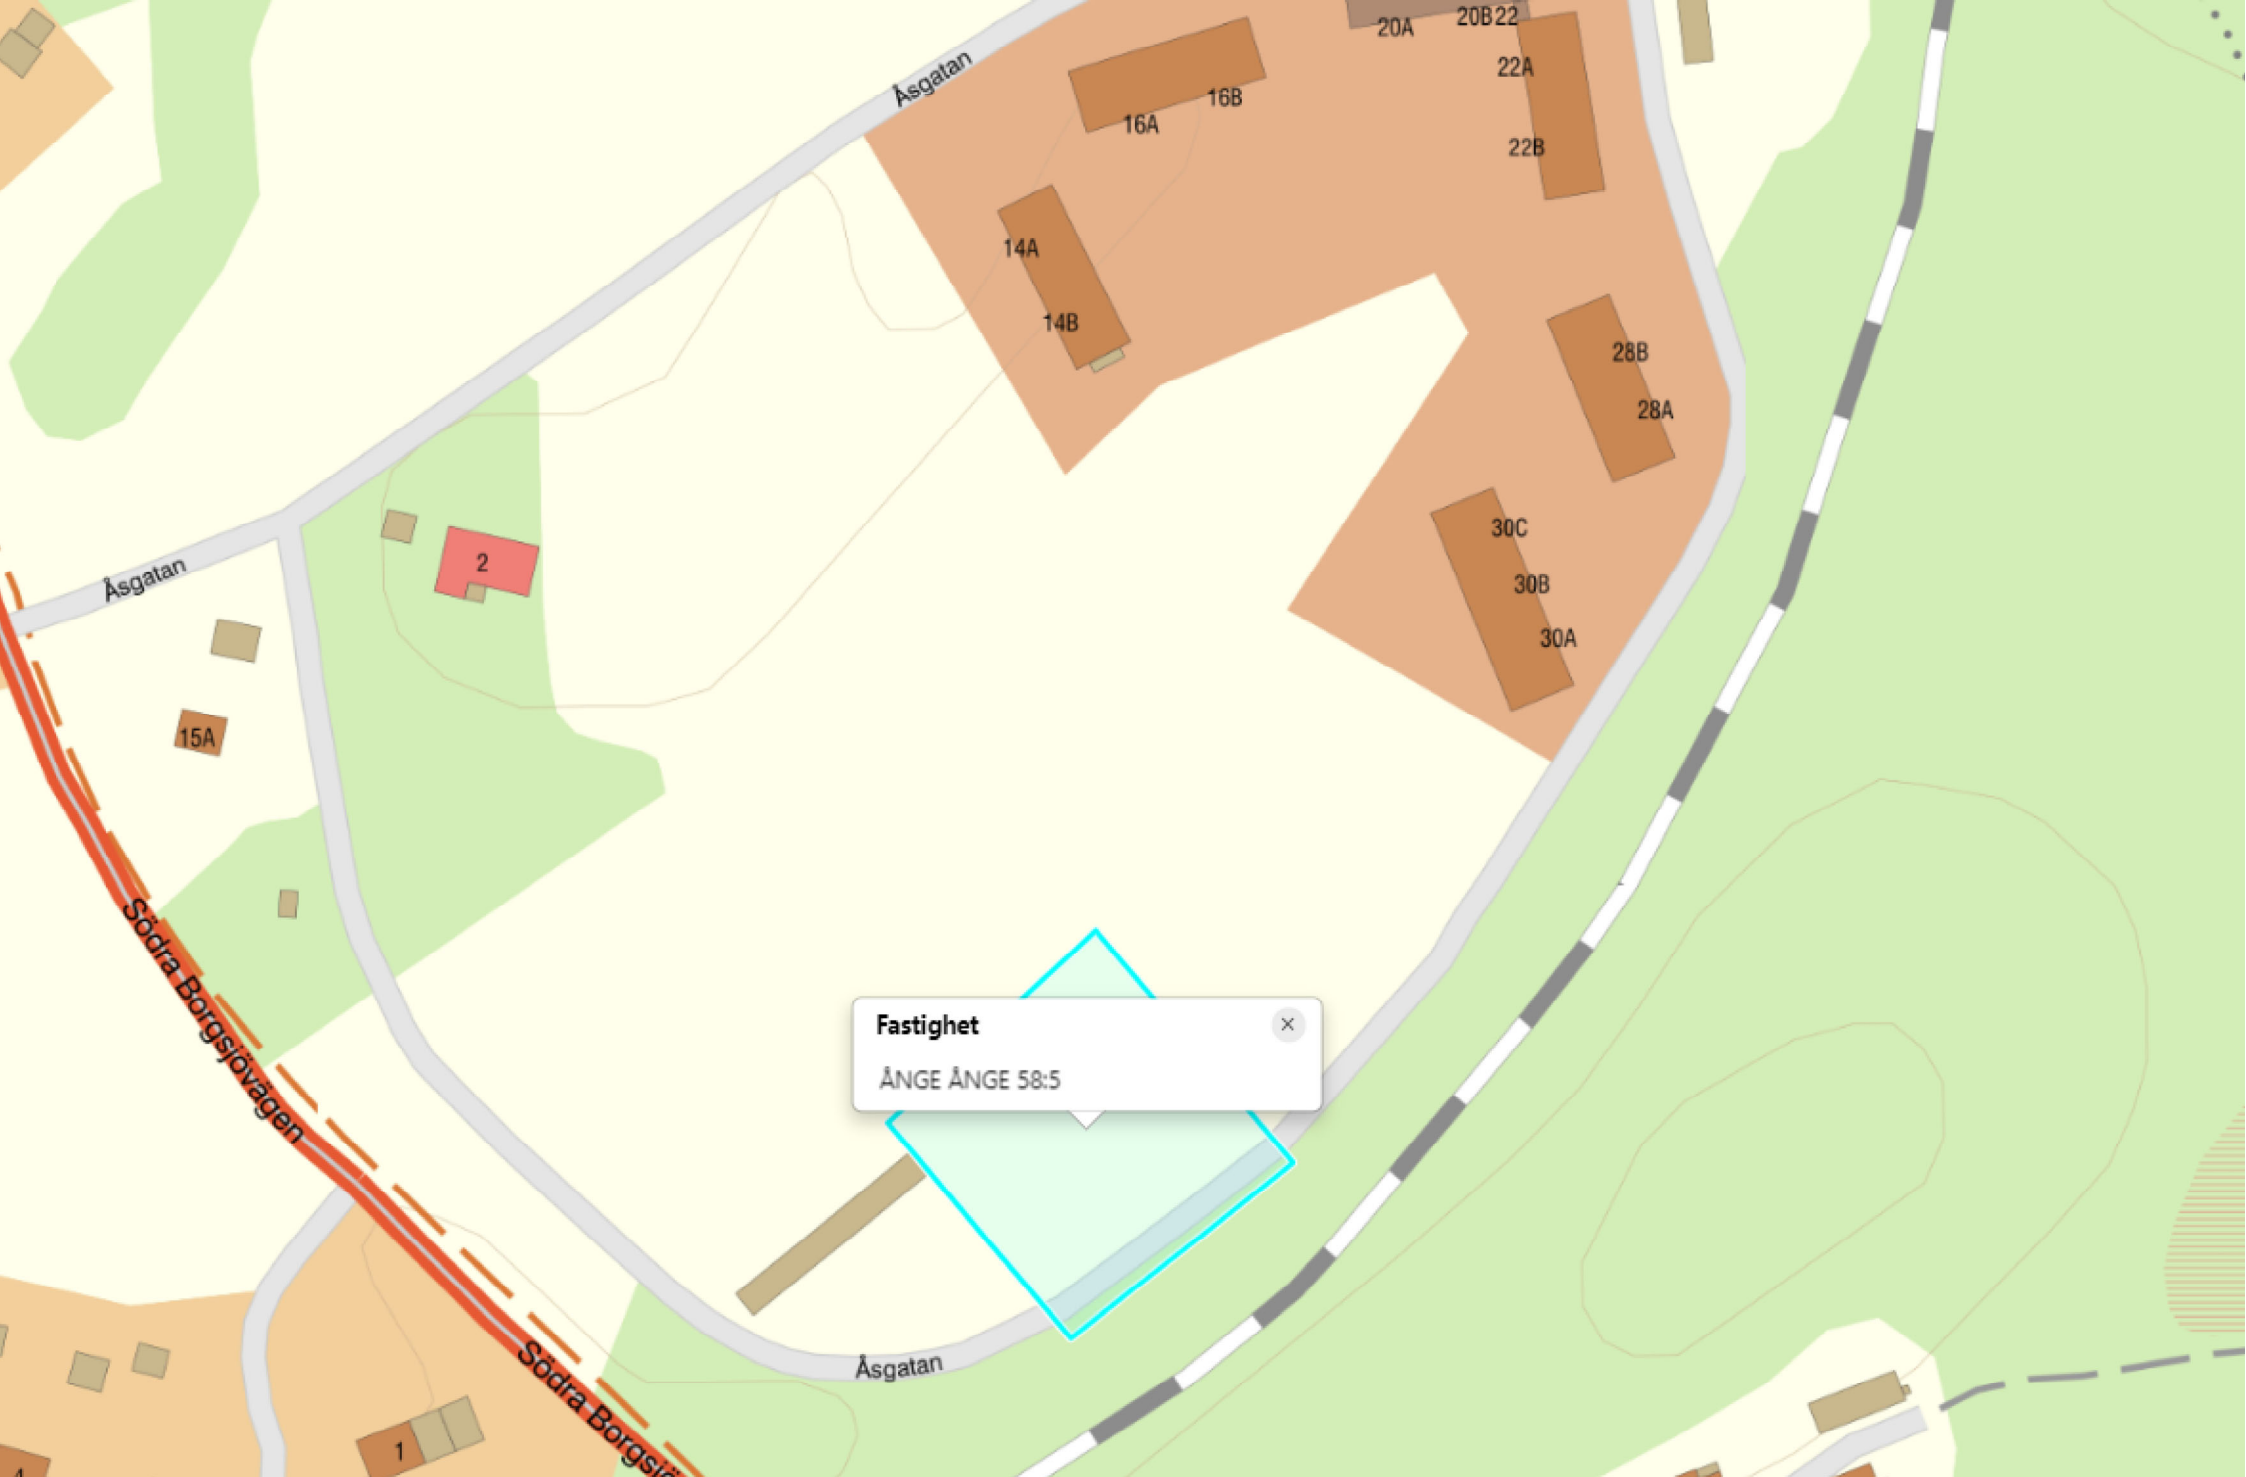 20A
20B
22
Åsgatan
22A
16B
16A
22B
14A
14B
28B
28A
30C
2
Åsgatan
30B
30A
15A
Södra Borgsjövägen
Fastighet
ÅNGE ÅNGE 58:5
Åsgatan
Södra Borgsjö
1